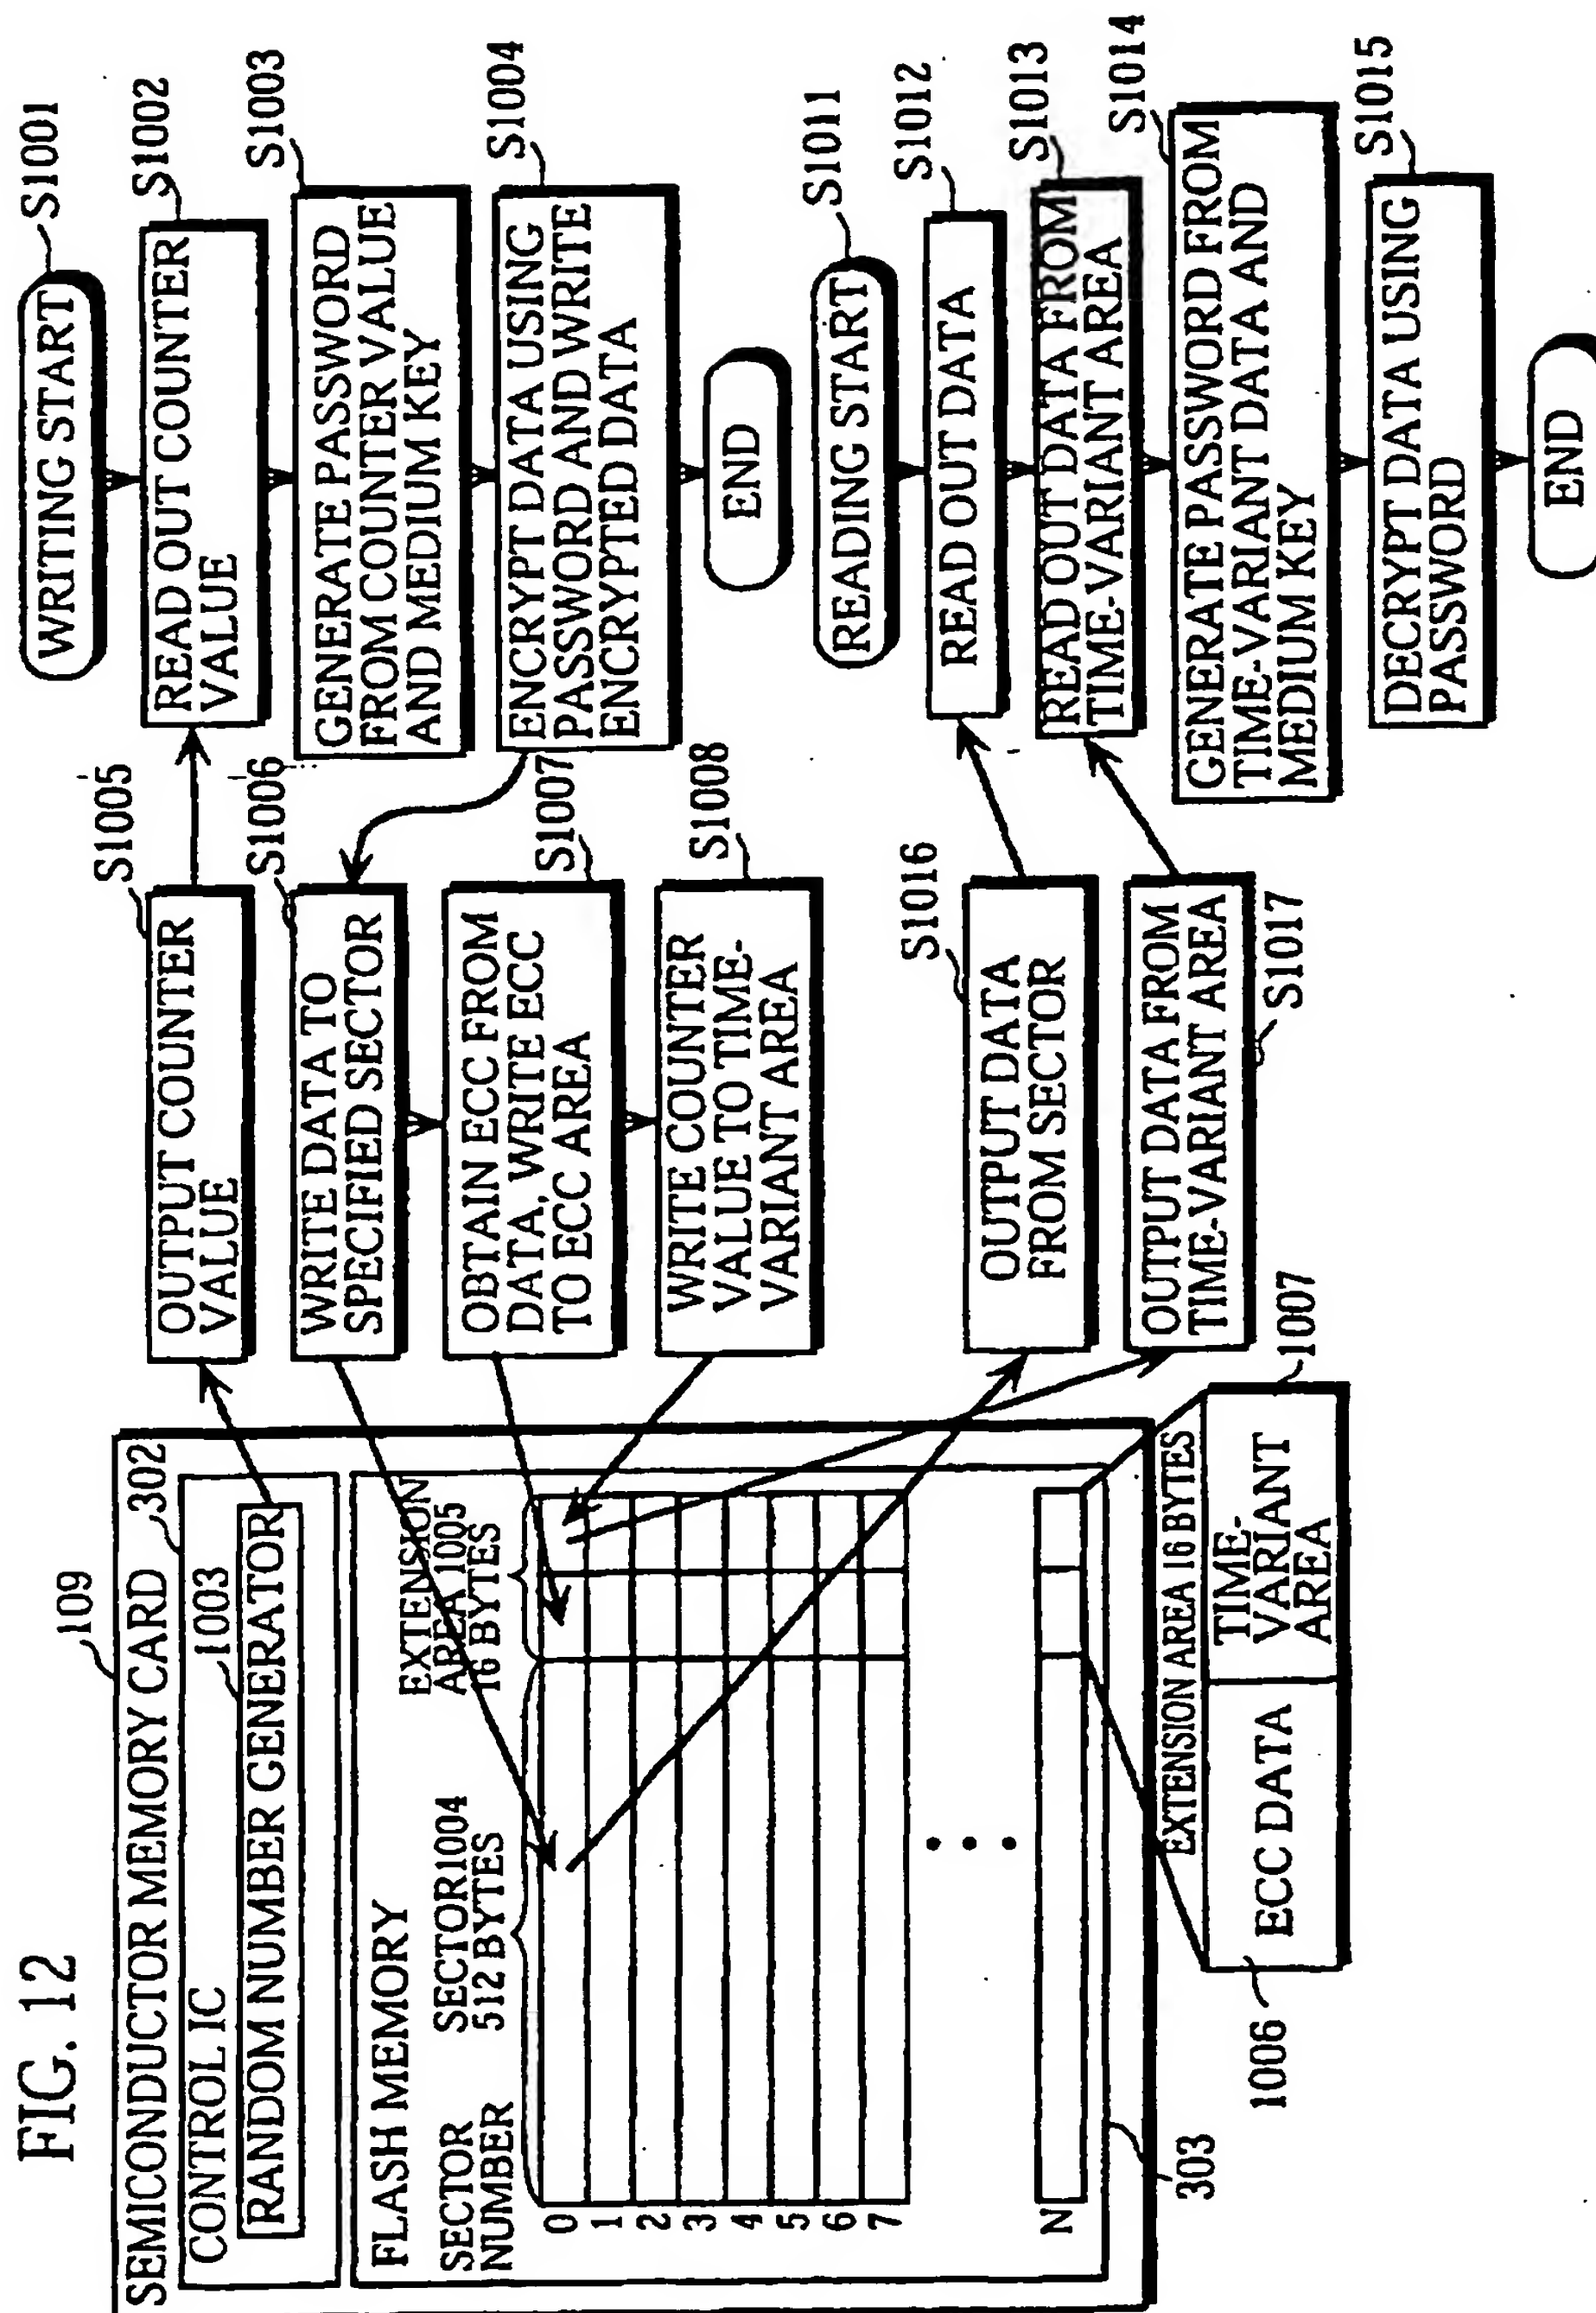 FIG. 12
109
SEMICONDUCTOR MEMORY CARD
302
CONTROL IC
1003
RANDOM NUMBER GENERATOR
FLASH MEMORY
SECTOR
NUMBER
SECTOR1004
512 BYTES
EXTENSION
AREA 1005
16 BYTES
0
1
2
3
4
5
6
7
N
303
EXTENSION AREA 16 BYTES
1006
ECC DATA
TIME-
VARIANT
AREA
1007
S1005
OUTPUT COUNTER
VALUE
S1006
WRITE DATA TO
SPECIFIED SECTOR
S1007
OBTAIN ECC FROM
DATA, WRITE ECC
TO ECC AREA
S1008
WRITE COUNTER
VALUE TO TIME-
VARIANT AREA
S1016
OUTPUT DATA
FROM SECTOR
OUTPUT DATA FROM
TIME-VARIANT AREA
S1017
WRITING START
S1001
READ OUT COUNTER
VALUE
S1002
GENERATE PASSWORD
FROM COUNTER VALUE
AND MEDIUM KEY
S1003
ENCRYPT DATA USING
PASSWORD AND WRITE
ENCRYPTED DATA
S1004
END
READING START
S1011
READ OUT DATA
S1012
READ OUT DATA FROM
TIME-VARIANT AREA
S1013
GENERATE PASSWORD FROM
TIME-VARIANT DATA AND
MEDIUM KEY
S1014
DECRYPT DATA USING
PASSWORD
S1015
END